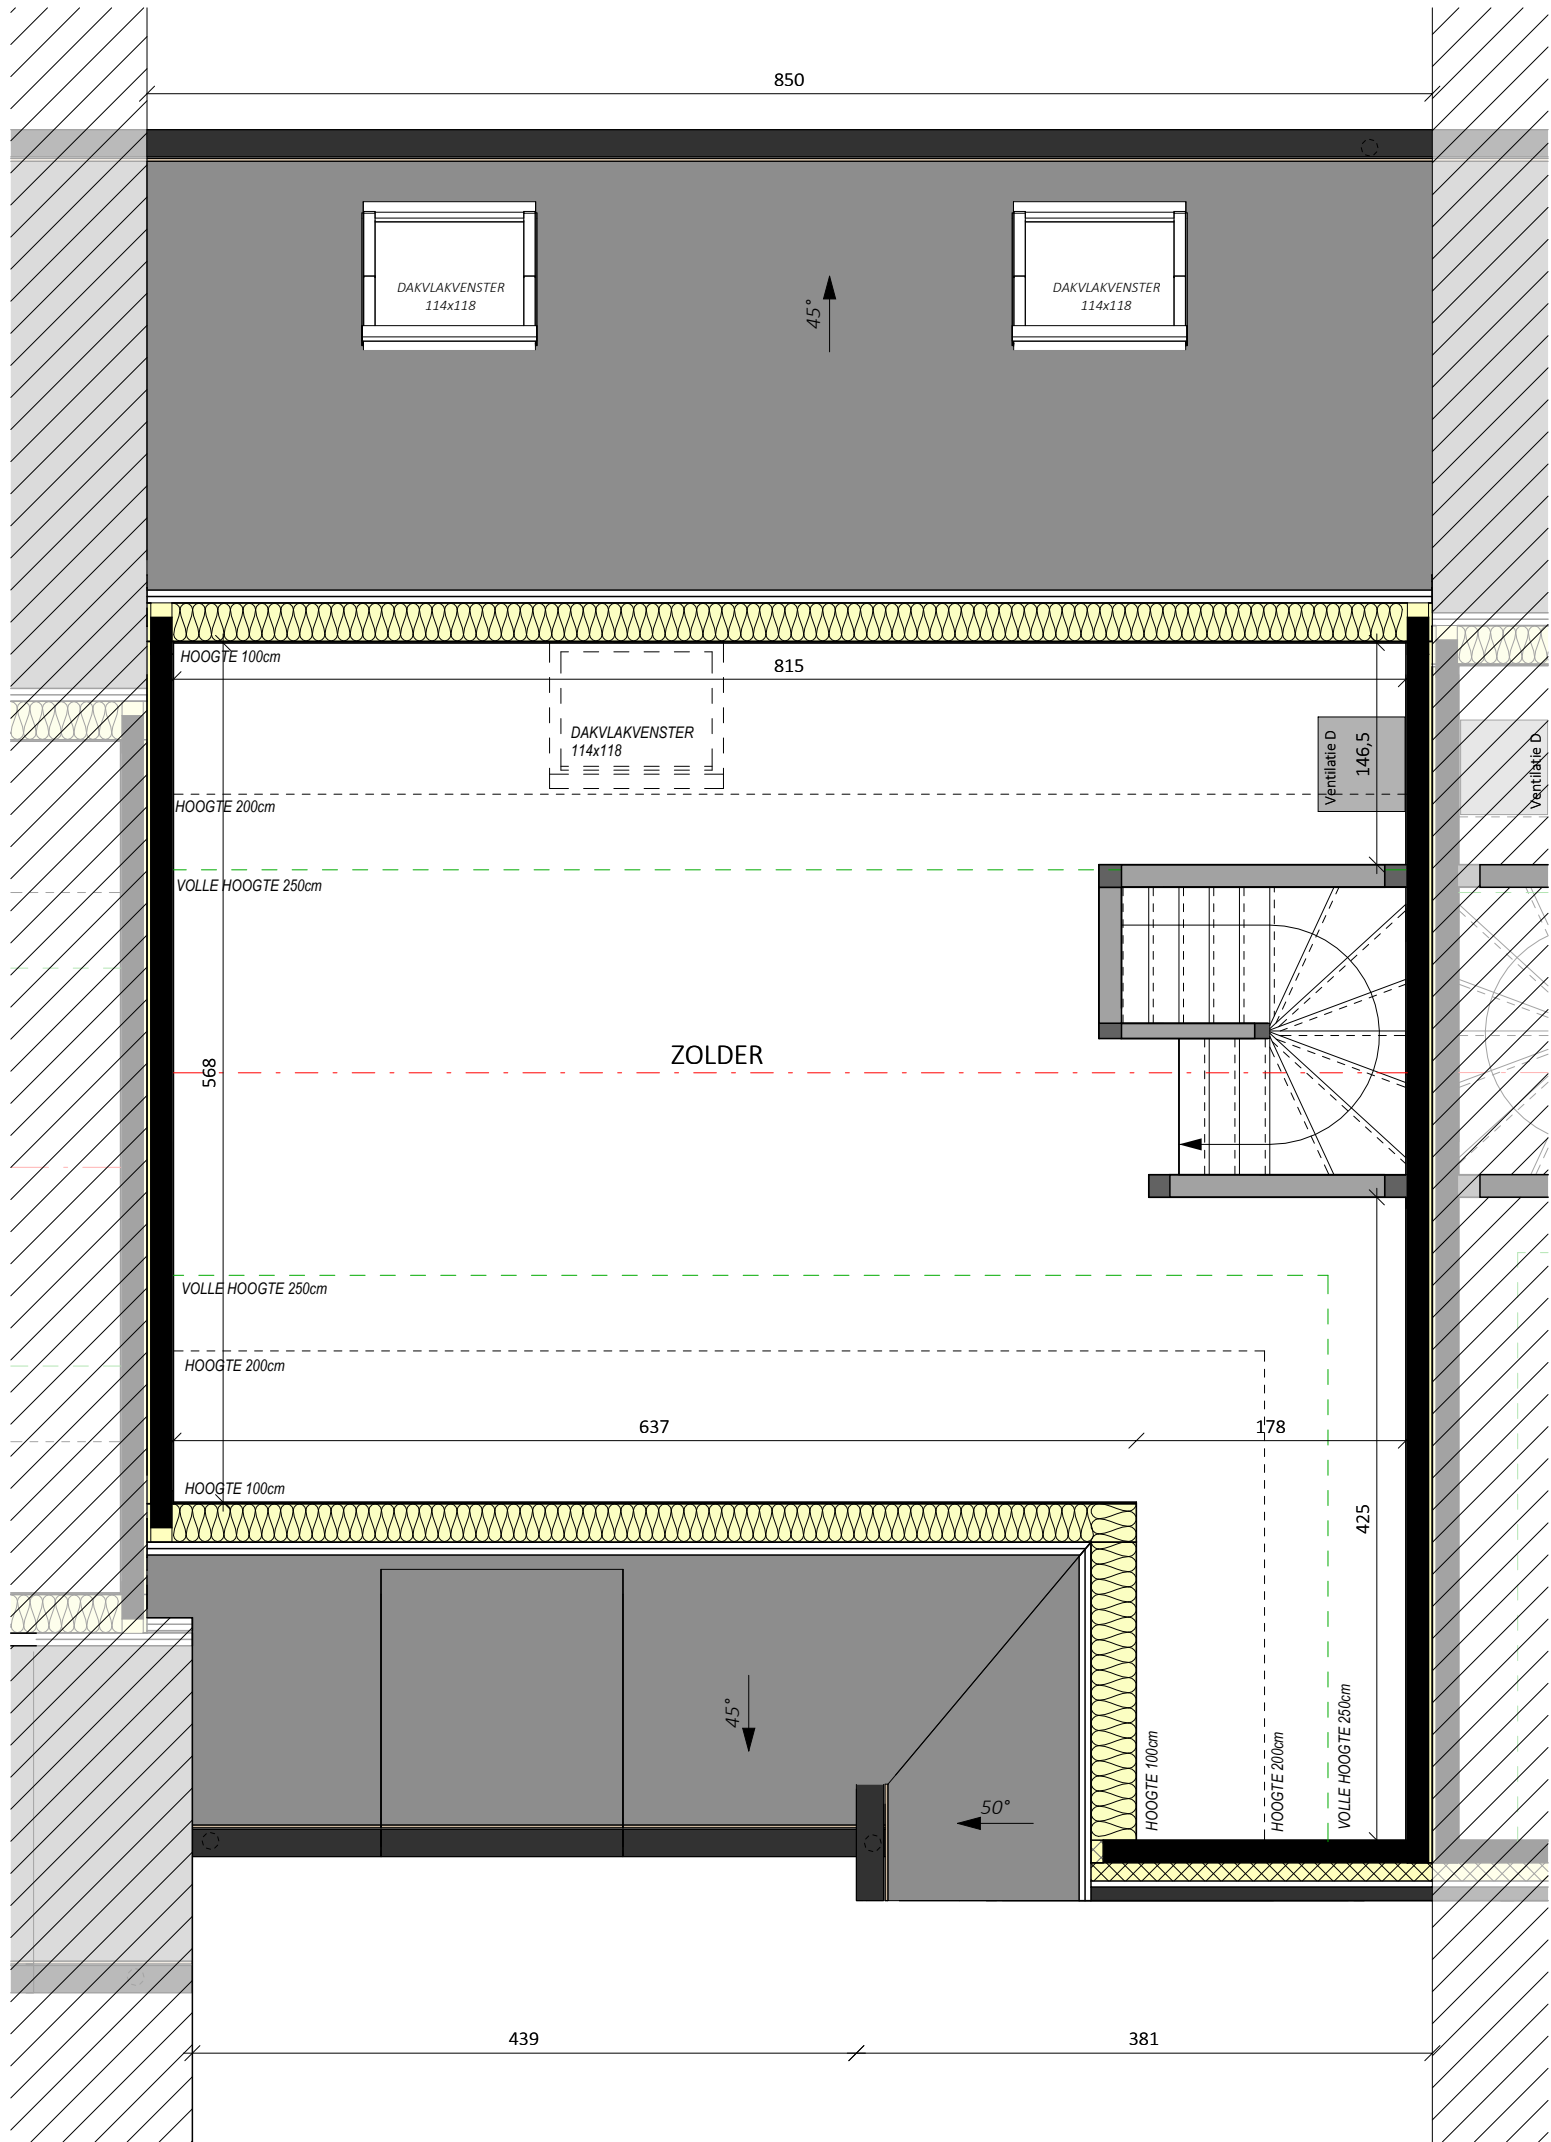 850
DAKVLAKVENSTER
114x118
45°
DAKVLAKVENSTER
114x118
HOOGTE 100cm
815
DAKVLAKVENSTER
114x118
Ventilatie D
146,5
Ventilatie D
HOOGTE 200cm
VOLLE HOOGTE 250cm
ZOLDER
568
VOLLE HOOGTE 250cm
HOOGTE 200cm
637
178
HOOGTE 100cm
425
45°
50°
HOOGTE 100cm
HOOGTE 200cm
VOLLE HOOGTE 250cm
439
381